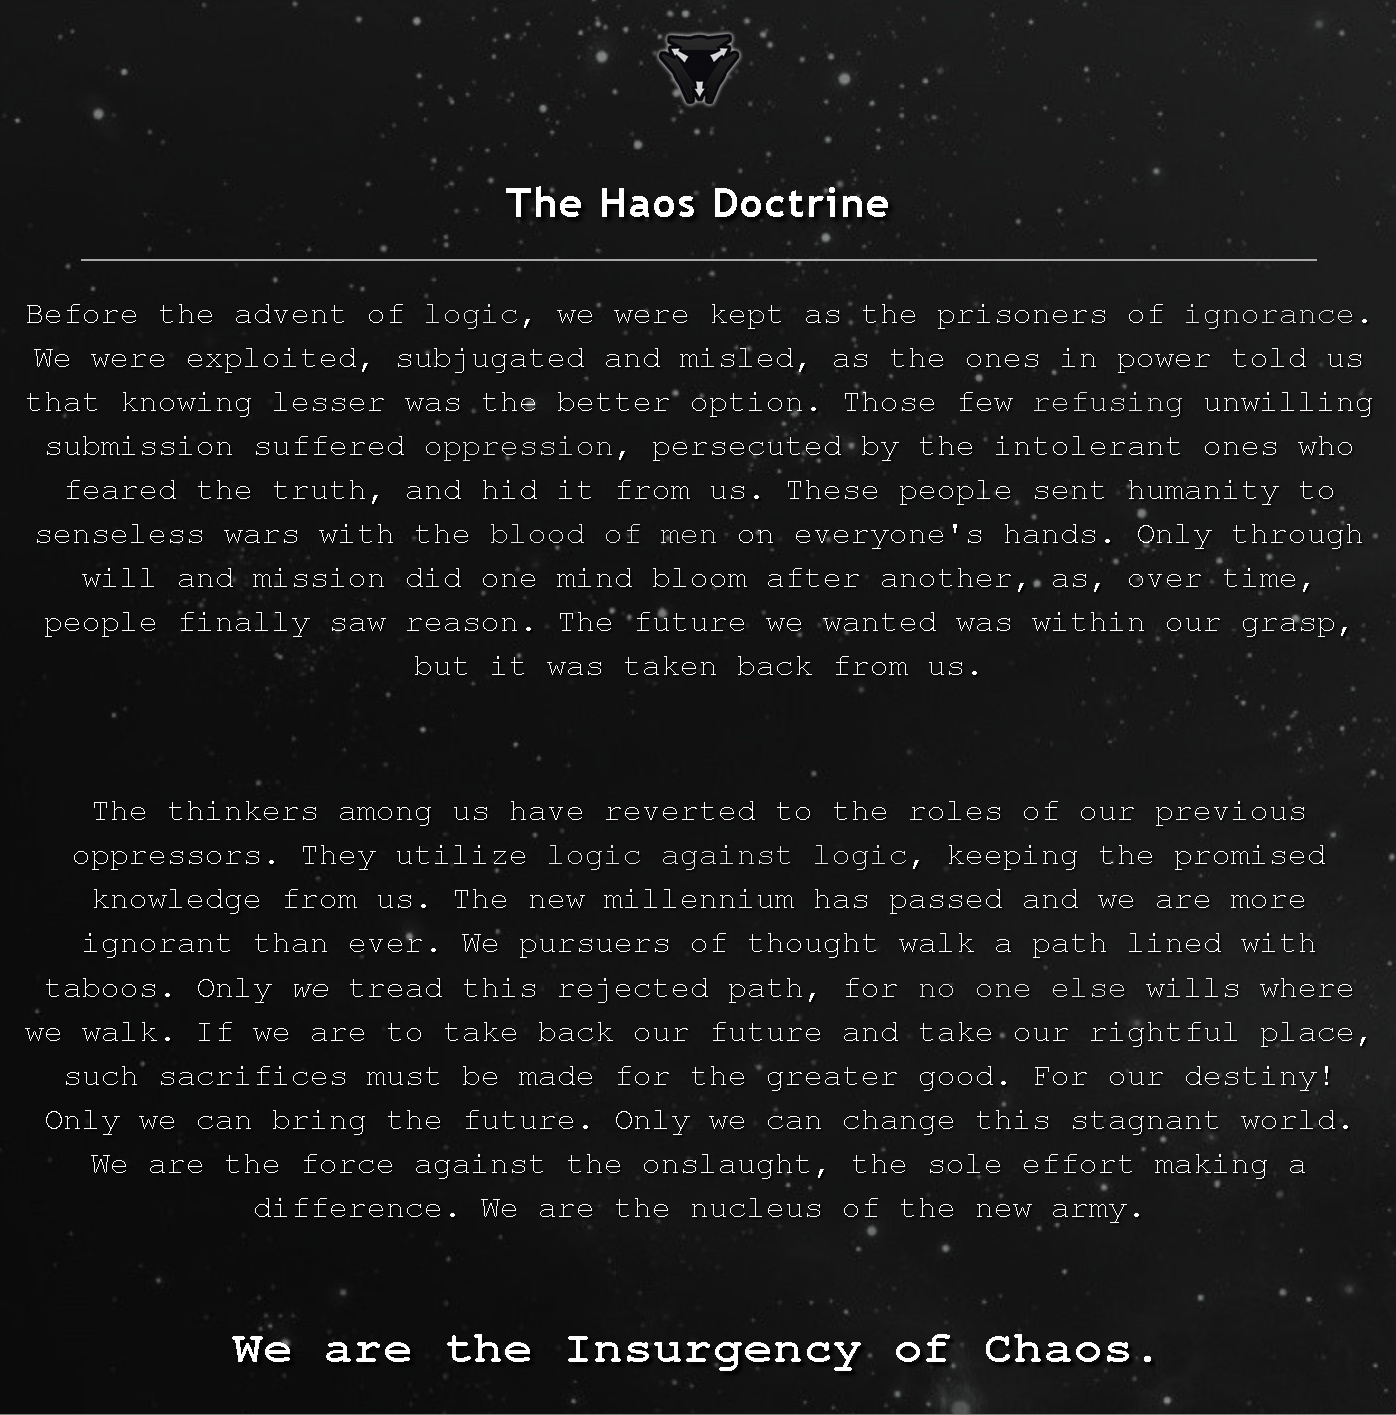 The Haos Doctrine
Before the advent of logic, we were kept as the prisoners of ignorance.
We were exploited, subjugated and misled, as the ones in power told us
that knowing lesser was the better option. Those few refusing unwilling
submission suffered oppression, persecuted by the intolerant ones who
feared the truth, and hid it from us. These people sent humanity to
senseless wars with the blood of men on everyone's hands. Only through
will and mission did one mind bloom after another, as, over time,
people finally saw reason. The future we wanted was within our grasp,
but it was taken back from us.
The thinkers among us have reverted to the roles of our previous
oppressors. They utilize logic against logic, keeping the promised
knowledge from us. The new millennium has passed and we are more
ignorant than ever. We pursuers of thought walk a path lined with
taboos. Only we tread this rejected path, for no one else wills where
we walk. If we are to take back our future and take our rightful place,
such sacrifices must be made for the greater good. For our destiny!
Only we can bring the future. Only we can change this stagnant world.
We are the force against the onslaught, the sole effort making a
difference. We are the nucleus of the new army.
We are the Insurgency of Chaos.